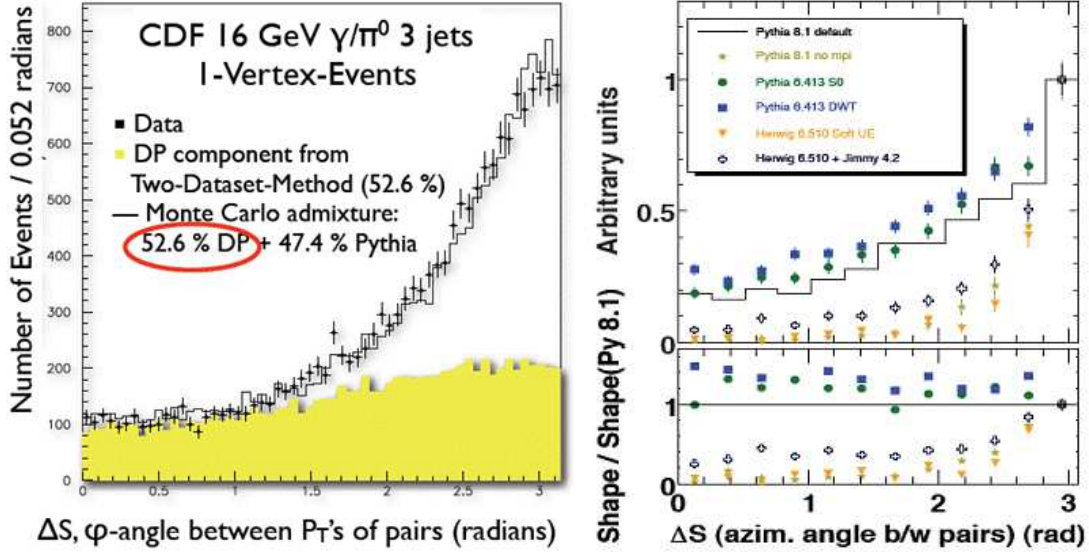 CDF 16 GeV γ/π⁰ 3 jets
1-Vertex-Events
■ Data
■ DP component from
Two-Dataset-Method (52.6 %)
— Monte Carlo admixture:
52.6 % DP + 47.4 % Pythia
Number of Events / 0.052 radians
800
700
600
500
400
300
200
100
0
0 0.5 1 1.5 2 2.5 3
ΔS, φ-angle between PT's of pairs (radians)
Pythia 8.1 default
Pythia 8.1 no mpi
Pythia 6.413 S0
Pythia 6.413 DWT
Herwig 6.510 Soft UE
Herwig 6.510 + Jimmy 4.2
Arbitrary units
1
0.5
0
Shape / Shape(Py 8.1)
1
0 1 2 3
ΔS (azim. angle b/w pairs) (rad)